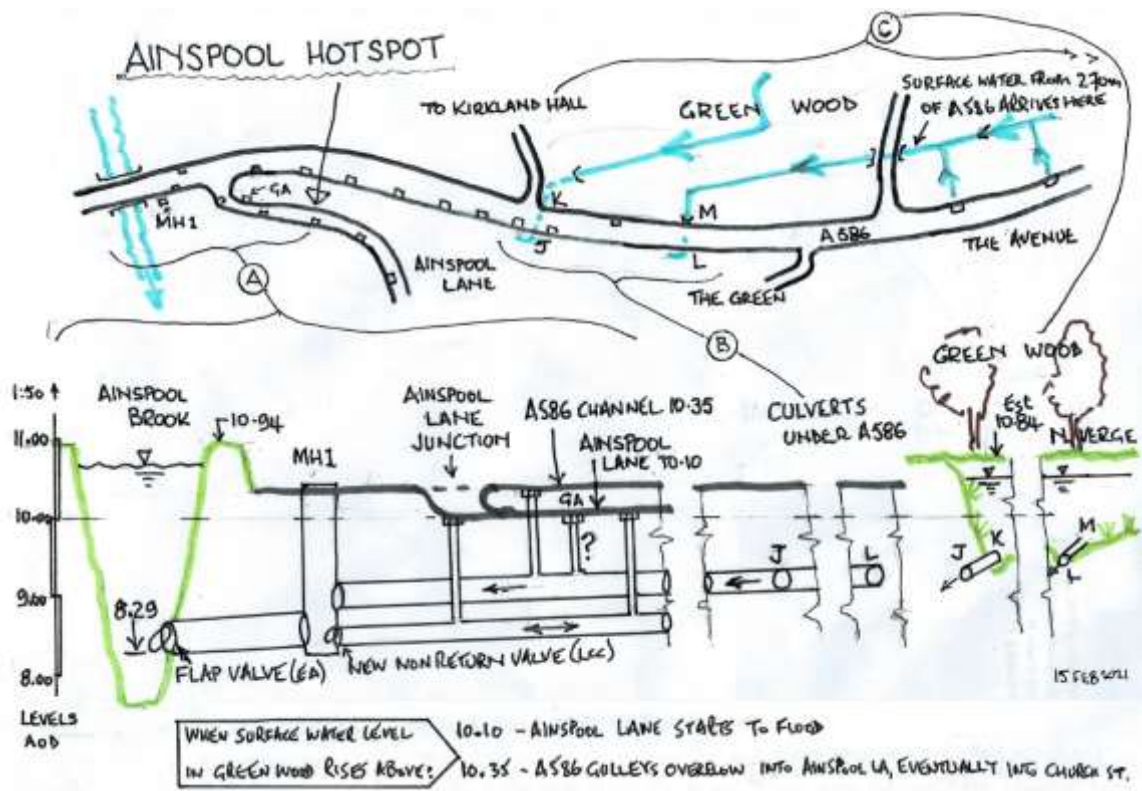 AINSPOOL HOTSPOT
C
TO KIRKLAND HALL
GREEN WOOD
SURFACE WATER FROM 270m
OF A586 ARRIVES HERE
GA
MH1
K
J
M
L
A586
THE AVENUE
AINSPOOL
LANE
THE GREEN
A
B
GREEN WOOD
1:50
AINSPOOL
BROOK
10.94
MH1
AINSPOOL
LANE
JUNCTION
A586 CHANNEL 10.35
AINSPOOL
LANE 10.10
CULVERTS
UNDER A586
Est
10.84
N. VERGE
11.00
10.00
9.00
8.00
GA
?
J
L
J
K
L
M
8.29
FLAP VALVE (EA)
NEW NON RETURN VALVE (LCC)
15 FEB 2021
LEVELS
AOD
WHEN SURFACE WATER LEVEL
IN GREEN WOOD RISES ABOVE:
10.10 - AINSPOOL LANE STARTS TO FLOOD
10.35 - A586 GULLEYS OVERFLOW INTO AINSPOOL LA, EVENTUALLY INTO CHURCH ST.